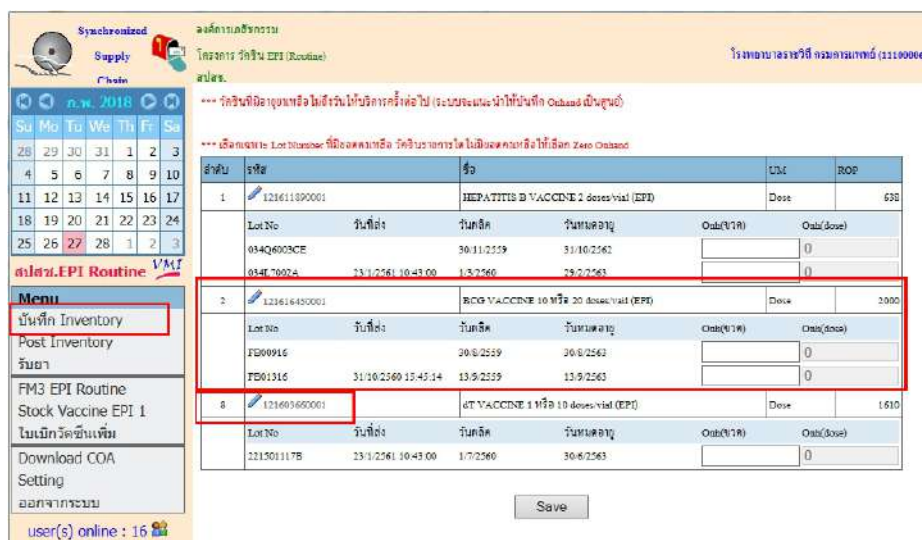 Synchronized
Supply
Chain
องค์การเภสัชกรรม
โครงการ วัคซีน EPI (Routine)
สปสช.
โรงพยาบาลราชวิถี กรมการแพทย์ (11100006
ก.พ. 2018
Su Mo Tu We Th Fr Sa
28 29 30 31 1 2 3
4 5 6 7 8 9 10
11 12 13 14 15 16 17
18 19 20 21 22 23 24
25 26 27 28 1 2 3
สปสช.EPI Routine VMI
Menu
บันทึก Inventory
Post Inventory
รับยา
FM3 EPI Routine
Stock Vaccine EPI 1
ใบเบิกวัคซีนเพิ่ม
Download COA
Setting
ออกจากระบบ
user(s) online : 16
*** วัคซีนที่มีอายุคงเหลือไม่ถึงวันให้บริการครั้งต่อไป (ระบบจะแนะนำให้บันทึก Onhand เป็นศูนย์)
*** เลือกเฉพาะ Lot Number ที่มียอดคงเหลือ วัคซีนรายการใดไม่มียอดคงเหลือให้เลือก Zero Onhand
ลำดับ รหัส ชื่อ UM ROP
1 121611890001 HEPATITIS B VACCINE 2 doses/vial (EPI) Dose 638
Lot No วันที่ส่ง วันผลิต วันหมดอายุ Onh(ขวด) Onh(dose)
034Q6003CE 30/11/2559 31/10/2562 0
034L7002A 23/1/2561 10:43:00 1/3/2560 29/2/2563 0
2 121616450001 BCG VACCINE 10 หรือ 20 doses/vail (EPI) Dose 2000
Lot No วันที่ส่ง วันผลิต วันหมดอายุ Onh(ขวด) Onh(dose)
FE00916 30/8/2559 30/8/2563 0
FE01316 31/10/2560 15:45:14 13/9/2559 13/9/2563 0
8 121603660001 dT VACCINE 1 หรือ 10 doses/vial (EPI) Dose 1610
Lot No วันที่ส่ง วันผลิต วันหมดอายุ Onh(ขวด) Onh(dose)
221501117B 23/1/2561 10:43:00 1/7/2560 30/6/2563 0
Save